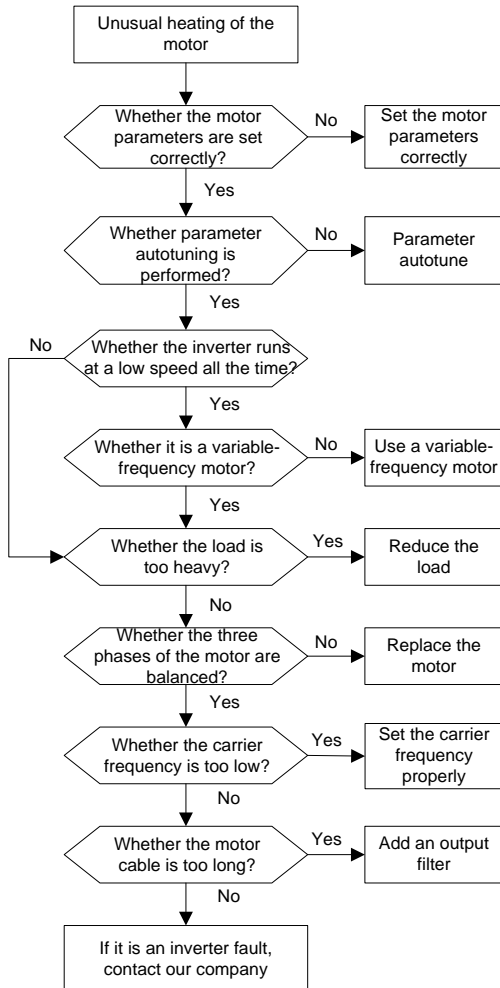 Unusual heating of the
motor
Whether the motor
parameters are set
correctly?
No
Set the motor
parameters
correctly
Yes
Whether parameter
autotuning is
performed?
No
Parameter
autotune
Yes
No
Whether the inverter runs
at a low speed all the time?
Yes
Whether it is a variable-
frequency motor?
No
Use a variable-
frequency motor
Yes
Whether the load is
too heavy?
Yes
Reduce the
load
No
Whether the three
phases of the motor are
balanced?
No
Replace the
motor
Yes
Whether the carrier
frequency is too low?
Yes
Set the carrier
frequency
properly
No
Whether the motor
cable is too long?
Yes
Add an output
filter
No
If it is an inverter fault,
contact our company